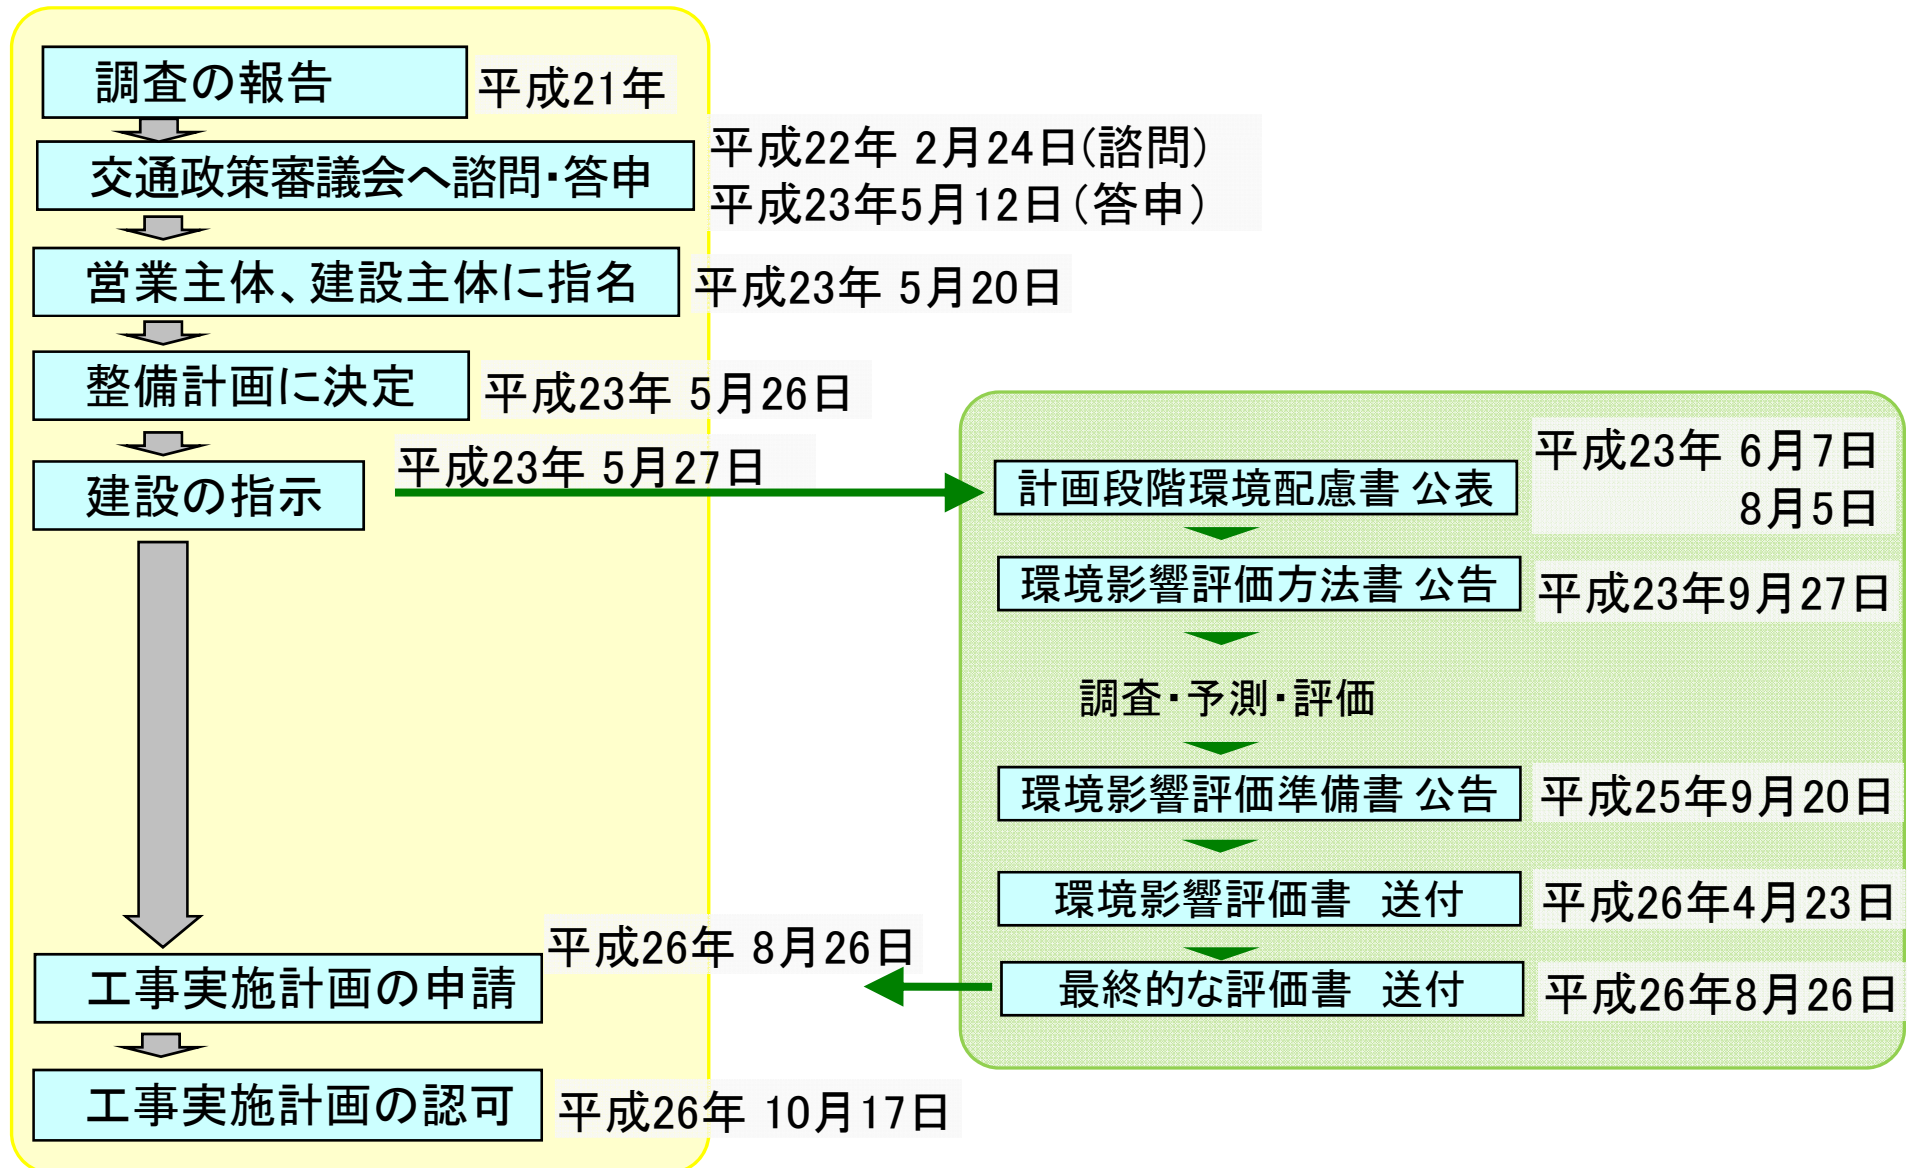 調査の報告
平成21年
交通政策審議会へ諮問・答申
平成22年 2月24日(諮問)
平成23年5月12日(答申)
営業主体、建設主体に指名
平成23年 5月20日
整備計画に決定
平成23年 5月26日
建設の指示
平成23年 5月27日
工事実施計画の申請
平成26年 8月26日
工事実施計画の認可
平成26年 10月17日
計画段階環境配慮書 公表
平成23年 6月7日
8月5日
環境影響評価方法書 公告
平成23年9月27日
調査・予測・評価
環境影響評価準備書 公告
平成25年9月20日
環境影響評価書　送付
平成26年4月23日
最終的な評価書　送付
平成26年8月26日